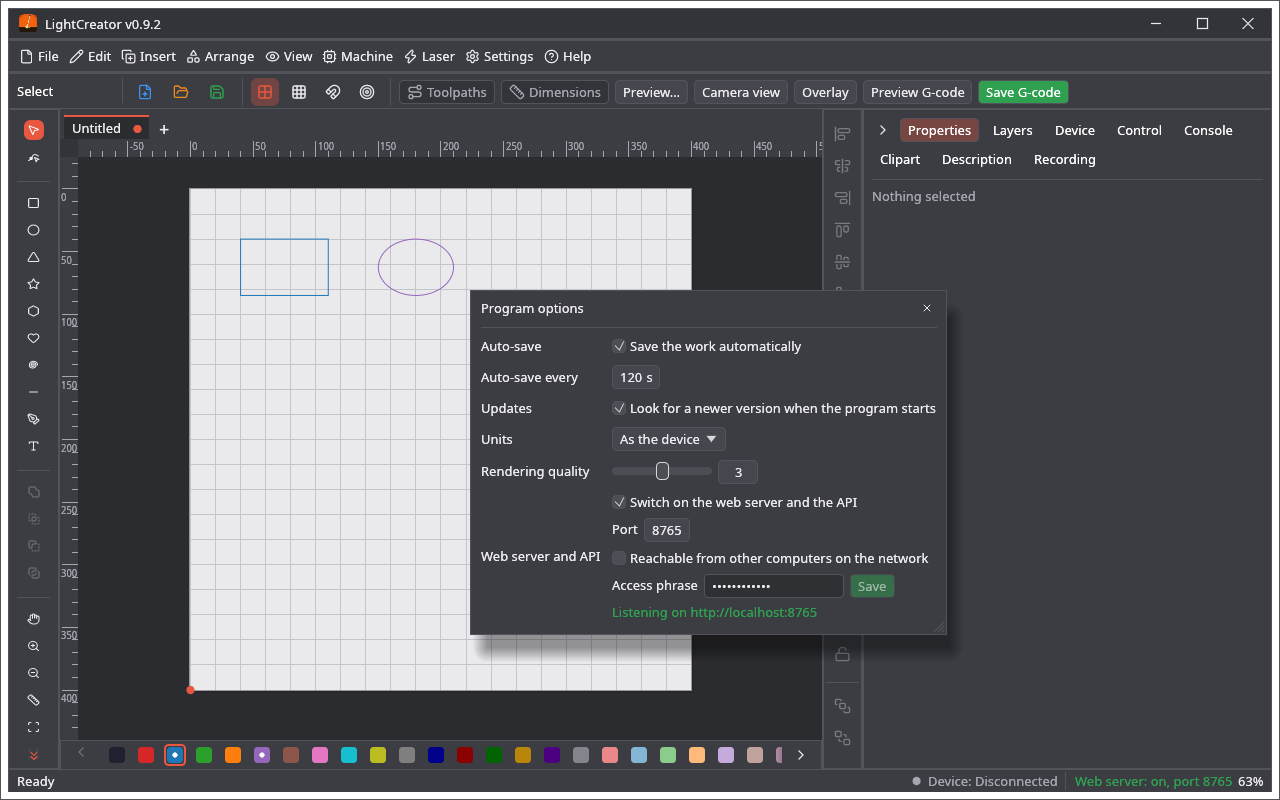 LightCreator v0.9.2
File Edit Insert Arrange View Machine Laser Settings Help
Select Toolpaths Dimensions Preview... Camera view Overlay Preview G-code Save G-code
Untitled
Properties Layers Device Control Console
Clipart Description Recording
Nothing selected
-50 0 50 100 150 200 250 300 350 400 450
0
50
100
150
200
250
300
350
400
Program options
Auto-save Save the work automatically
Auto-save every 120 s
Updates Look for a newer version when the program starts
Units As the device
Rendering quality 3
Switch on the web server and the API
Port 8765
Web server and API Reachable from other computers on the network
Access phrase •••••••••••• Save
Listening on http://localhost:8765
Ready Device: Disconnected Web server: on, port 8765 63%